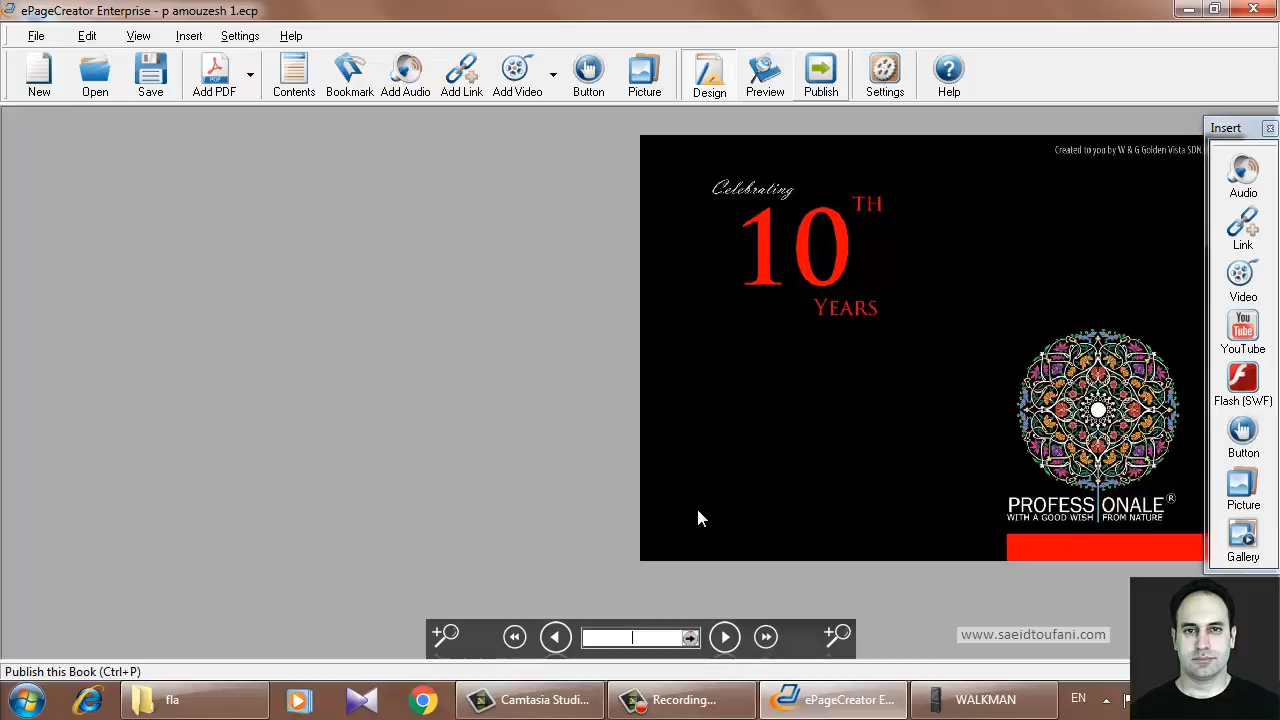 ePageCreator Enterprise - p amouzesh 1.ecp
File Edit View Insert Settings Help
New Open Save Add PDF Contents Bookmark Add Audio Add Link Add Video Button Picture Design Preview Publish Settings Help
PDF
Insert
Created to you by W & G Golden Vista SDN.
Celebrating
10TH
YEARS
Audio
Link
Video
You
Tube
YouTube
Flash (SWF)
Button
Picture
Gallery
PROFESSIONALE®
WITH A GOOD WISH FROM NATURE
www.saeidtoufani.com
Publish this Book (Ctrl+P)
fla
Camtasia Studi...
Recording...
ePageCreator E...
WALKMAN
EN